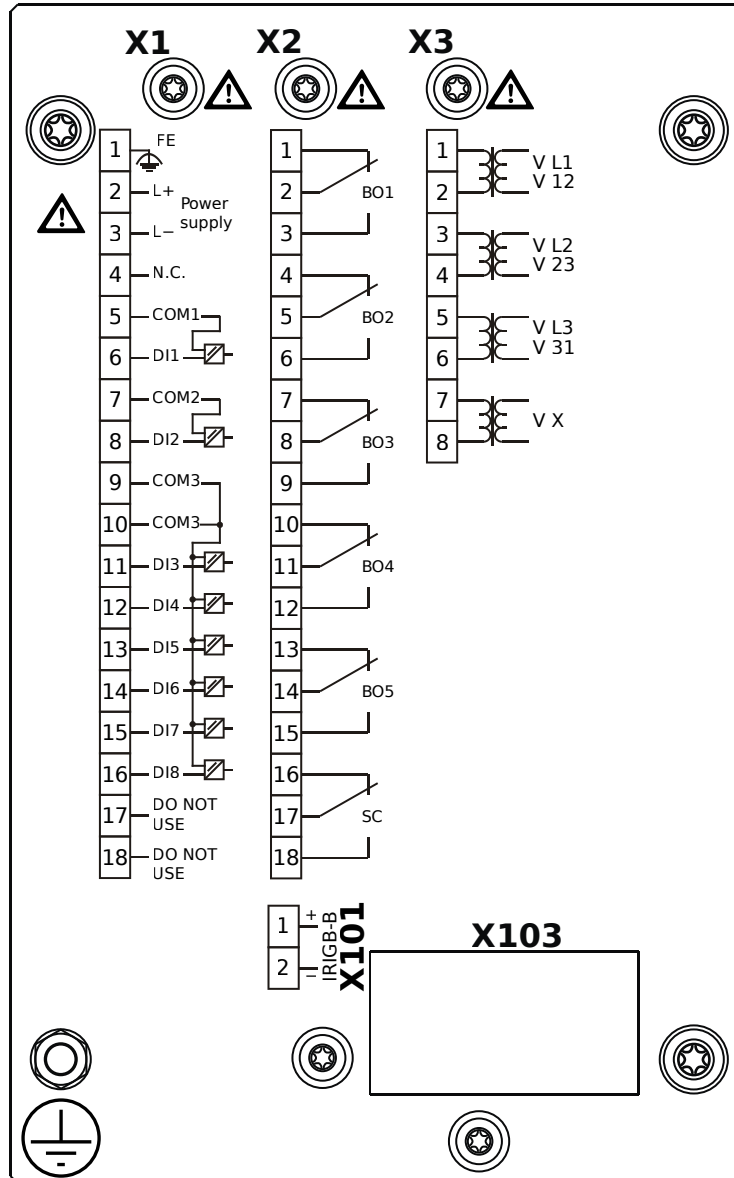 X1
X2
X3
1 FE
2 L+
Power
supply
3 L−
4 N.C.
5 COM1
6 DI1
7 COM2
8 DI2
9 COM3
10 COM3
11 DI3
12 DI4
13 DI5
14 DI6
15 DI7
16 DI8
17 DO NOT
USE
18 DO NOT
USE
1
2 BO1
3
4
5 BO2
6
7
8 BO3
9
10
11 BO4
12
13
14 BO5
15
16
17 SC
18
1 V L1
2 V 12
3 V L2
4 V 23
5 V L3
6 V 31
7
V X
8
1 +
2 −
IRIGB-B
X101
X103